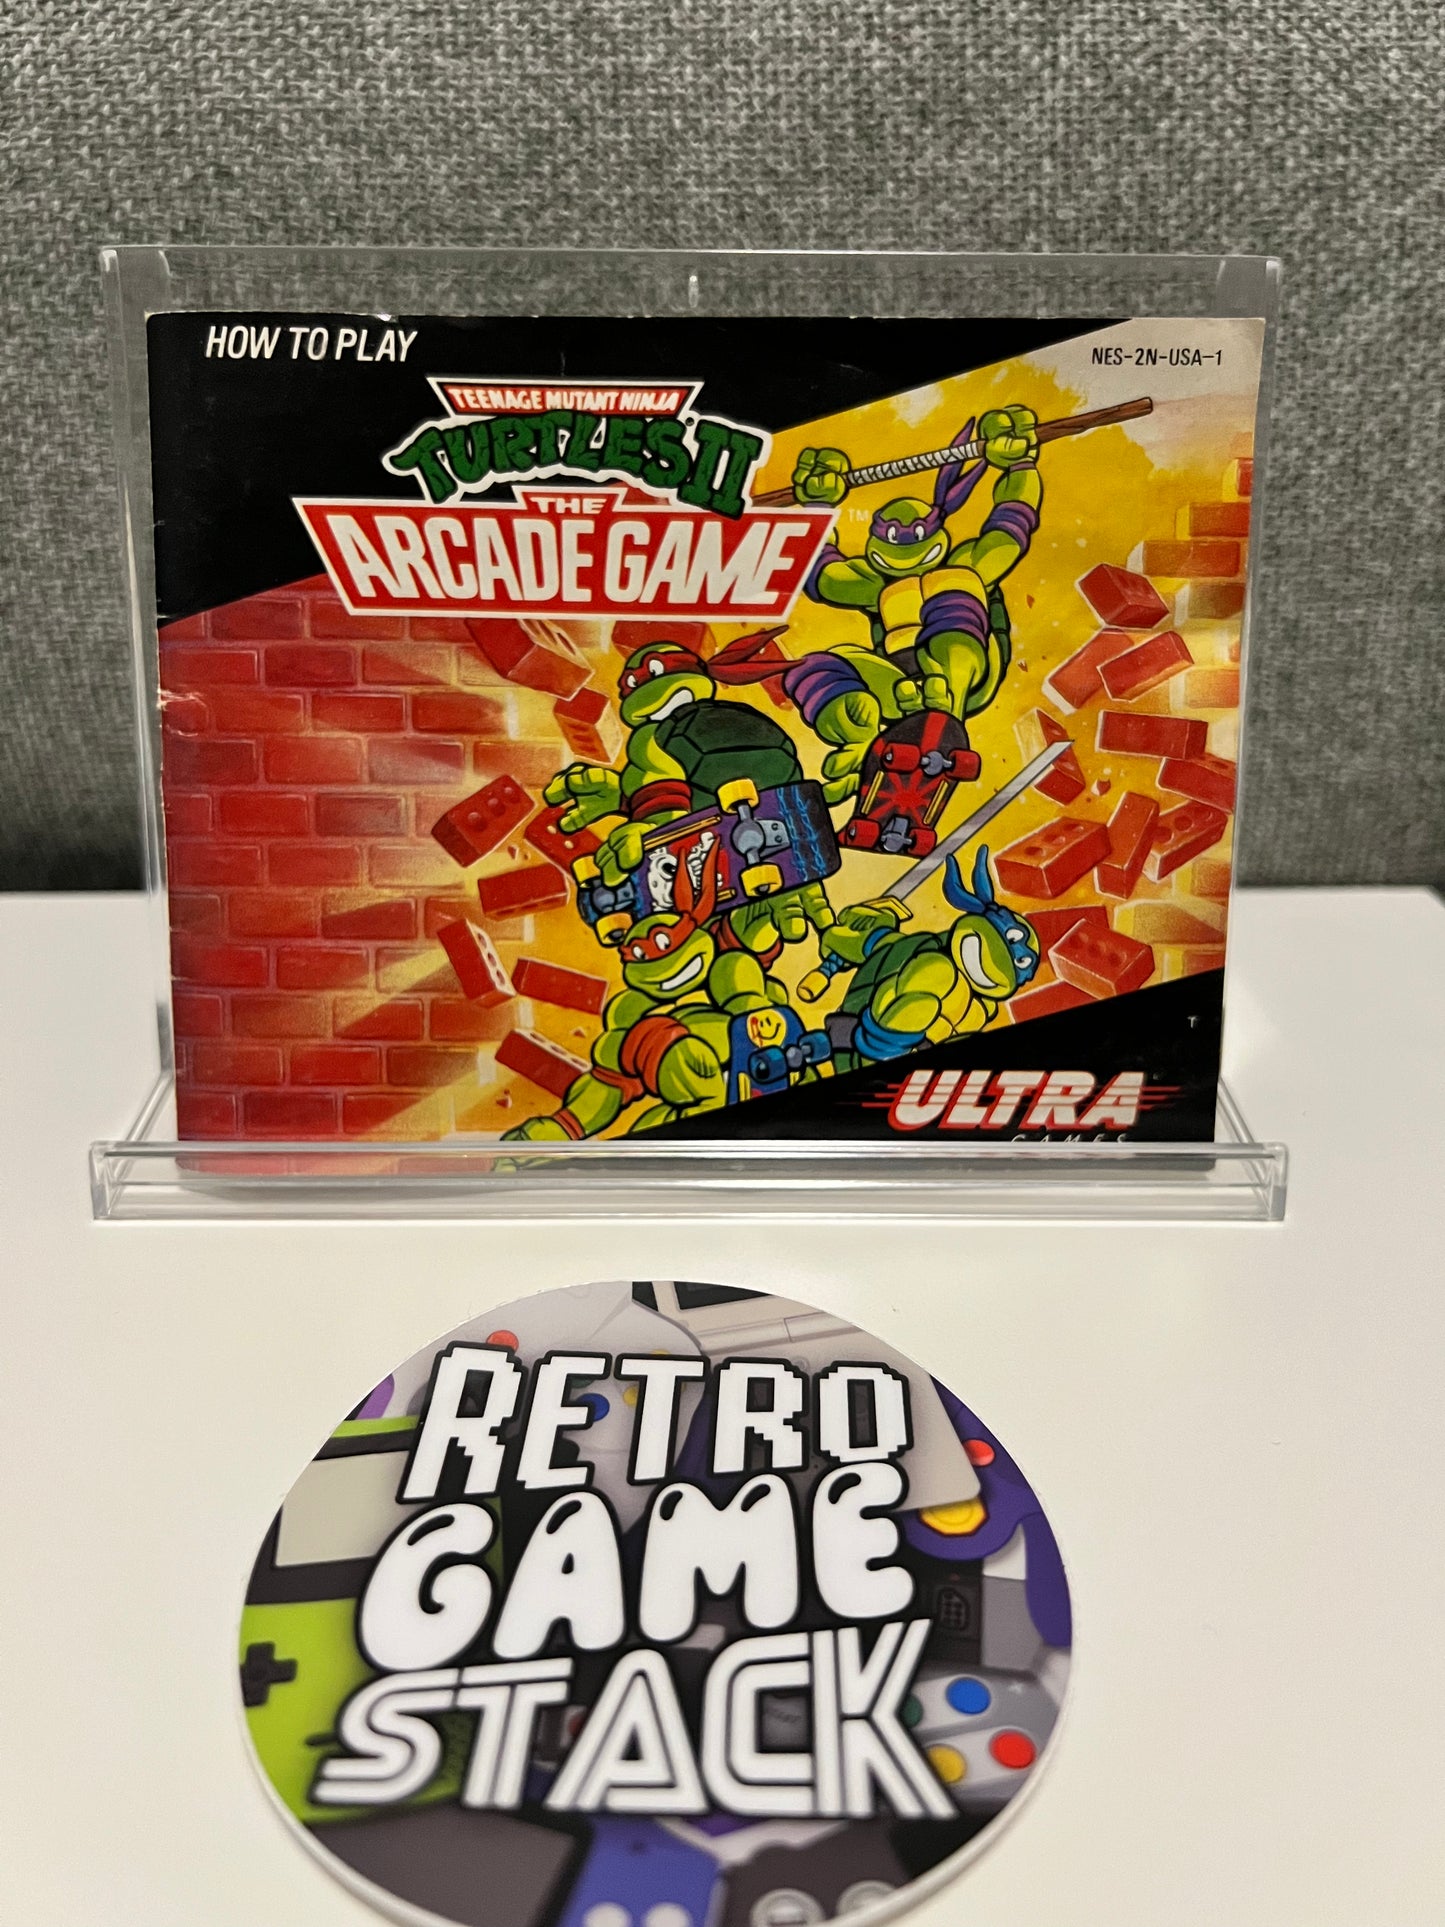 HOW TO PLAY
NES-2N-USA-1
TEENAGE MUTANT NINJA
TURTLES II
THE
ARCADE GAME
TM
T
ULTRA
GAMES
RETRO
GAME
STACK